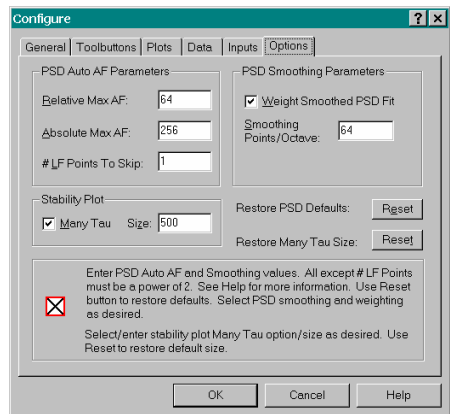 Configure
General Toolbuttons Plots Data Inputs Options
PSD Auto AF Parameters
Relative Max AF: 64
Absolute Max AF: 256
# LF Points To Skip: 1
PSD Smoothing Parameters
Weight Smoothed PSD Fit
Smoothing
Points/Octave: 64
Stability Plot
Many Tau Size: 500
Restore PSD Defaults: Reset
Restore Many Tau Size: Reset
Enter PSD Auto AF and Smoothing values. All except # LF Points
must be a power of 2. See Help for more information. Use Reset
button to restore defaults. Select PSD smoothing and weighting
as desired.
Select/enter stability plot Many Tau option/size as desired. Use
Reset to restore default size.
OK Cancel Help